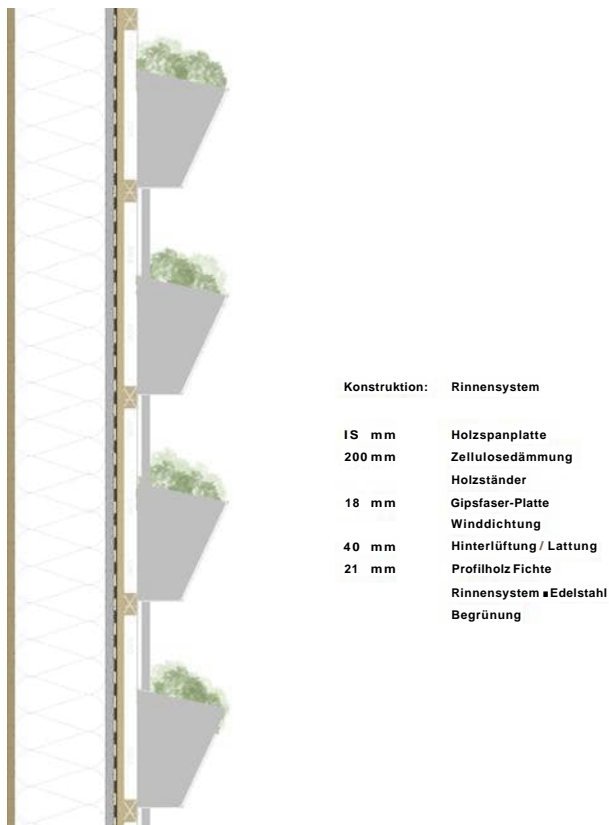 Konstruktion: Rinnensystem
IS mm Holzspanplatte
200 mm Zellulosedämmung
Holzständer
18 mm Gipsfaser-Platte
Winddichtung
40 mm Hinterlüftung / Lattung
21 mm Profilholz Fichte
Rinnensystem ■ Edelstahl
Begrünung